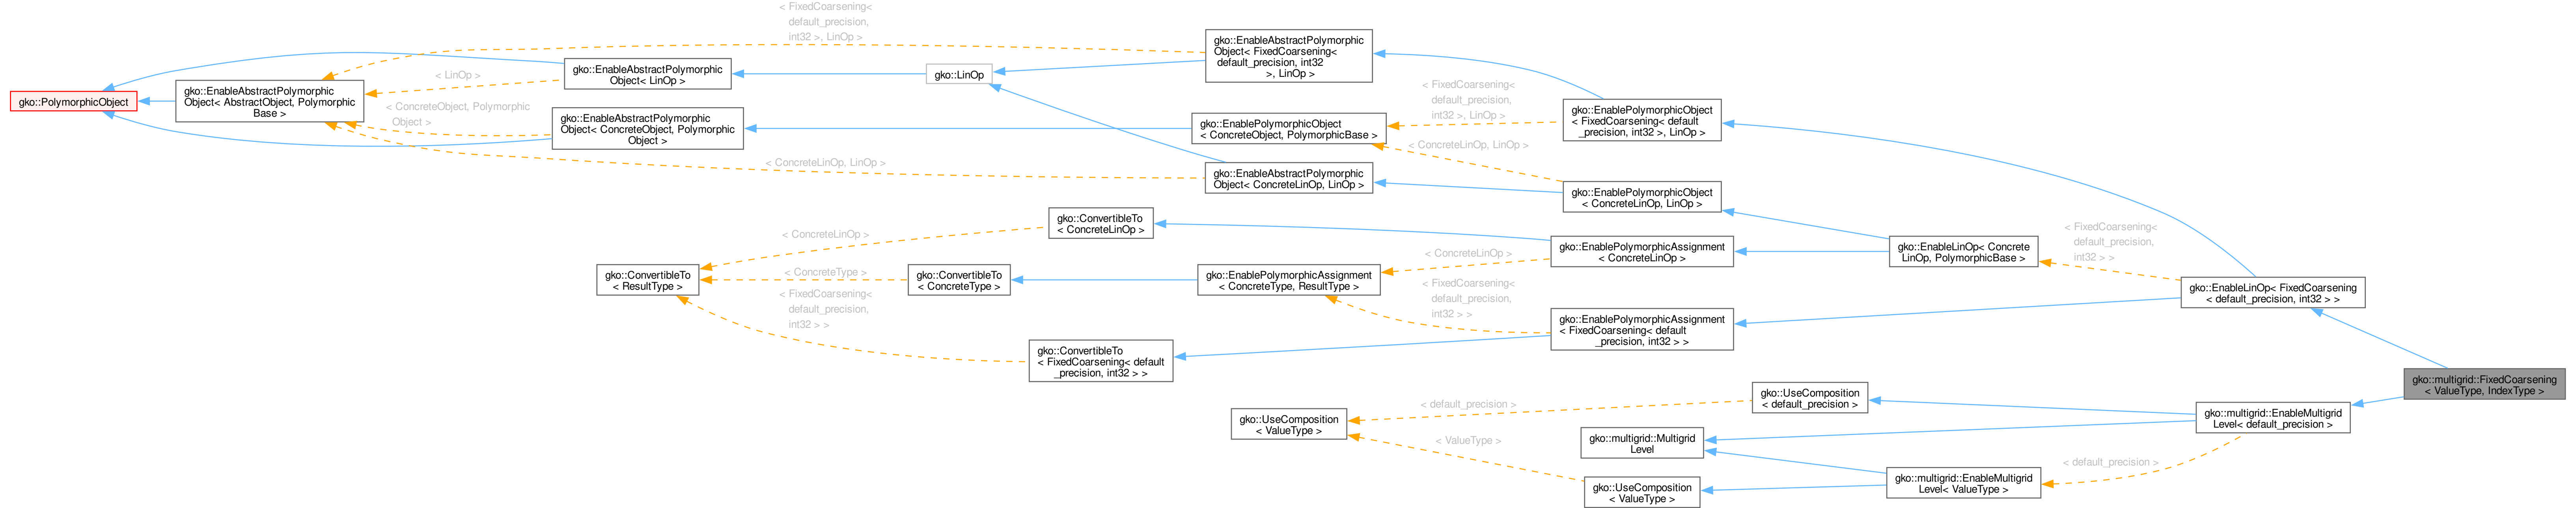 gko::PolymorphicObject
gko::EnableAbstractPolymorphic
Object< AbstractObject, Polymorphic
Base >
< FixedCoarsening<
default_precision,
int32 >, LinOp >
< LinOp >
< ConcreteObject, Polymorphic
Object >
gko::EnableAbstractPolymorphic
Object< LinOp >
gko::EnableAbstractPolymorphic
Object< ConcreteObject, Polymorphic
Object >
< ConcreteLinOp, LinOp >
gko::LinOp
gko::EnableAbstractPolymorphic
Object< FixedCoarsening<
default_precision, int32
>, LinOp >
gko::EnablePolymorphicObject
< ConcreteObject, PolymorphicBase >
gko::EnableAbstractPolymorphic
Object< ConcreteLinOp, LinOp >
< FixedCoarsening<
default_precision,
int32 >, LinOp >
< ConcreteLinOp, LinOp >
gko::EnablePolymorphicObject
< FixedCoarsening< default
_precision, int32 >, LinOp >
gko::EnablePolymorphicObject
< ConcreteLinOp, LinOp >
gko::ConvertibleTo
< ResultType >
< ConcreteLinOp >
< ConcreteType >
< FixedCoarsening<
default_precision,
int32 > >
gko::ConvertibleTo
< ConcreteLinOp >
gko::ConvertibleTo
< ConcreteType >
gko::ConvertibleTo
< FixedCoarsening< default
_precision, int32 > >
gko::EnablePolymorphicAssignment
< ConcreteType, ResultType >
< ConcreteLinOp >
< FixedCoarsening<
default_precision,
int32 > >
gko::EnablePolymorphicAssignment
< ConcreteLinOp >
gko::EnablePolymorphicAssignment
< FixedCoarsening< default
_precision, int32 > >
gko::EnableLinOp< Concrete
LinOp, PolymorphicBase >
< FixedCoarsening<
default_precision,
int32 > >
gko::EnableLinOp< FixedCoarsening
< default_precision, int32 > >
gko::multigrid::FixedCoarsening
< ValueType, IndexType >
gko::UseComposition
< ValueType >
< default_precision >
< ValueType >
gko::UseComposition
< default_precision >
gko::multigrid::Multigrid
Level
gko::UseComposition
< ValueType >
gko::multigrid::EnableMultigrid
Level< ValueType >
< default_precision >
gko::multigrid::EnableMultigrid
Level< default_precision >